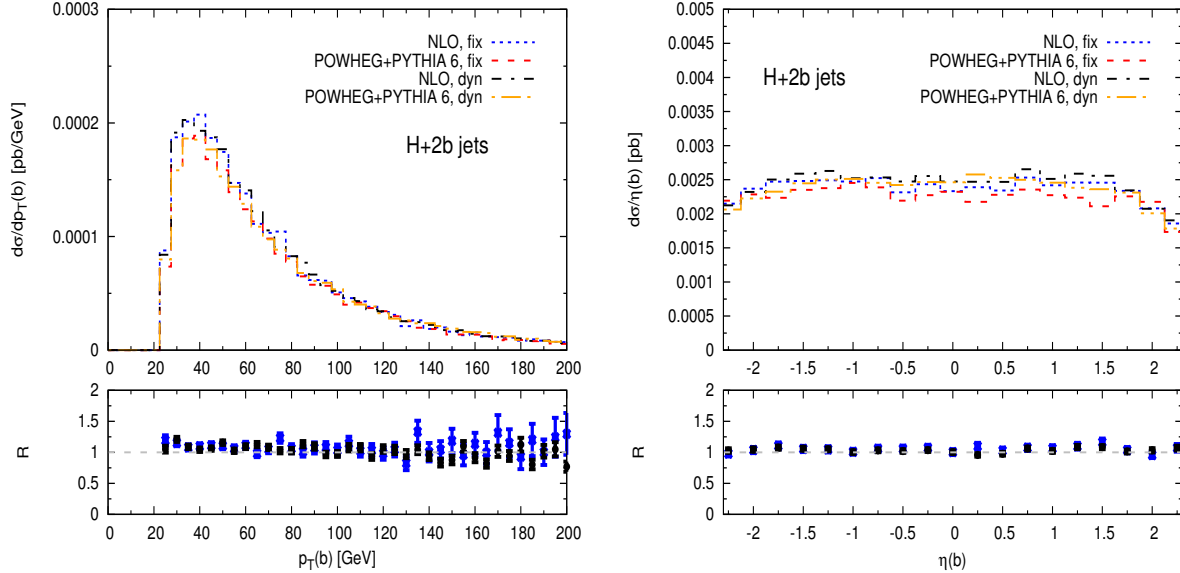 0.0003
0.0002
0.0001
0
dσ/dp_T(b) [pb/GeV]
NLO, fix
POWHEG+PYTHIA 6, fix
NLO, dyn
POWHEG+PYTHIA 6, dyn
H+2b jets
0 20 40 60 80 100 120 140 160 180 200
2
1.5
1
0.5
0
R
0 20 40 60 80 100 120 140 160 180 200
p_T(b) [GeV]
0.005
0.0045
0.004
0.0035
0.003
0.0025
0.002
0.0015
0.001
0.0005
0
dσ/η(b) [pb]
NLO, fix
POWHEG+PYTHIA 6, fix
NLO, dyn
POWHEG+PYTHIA 6, dyn
H+2b jets
-2 -1.5 -1 -0.5 0 0.5 1 1.5 2
2
1.5
1
0.5
0
R
-2 -1.5 -1 -0.5 0 0.5 1 1.5 2
η(b)